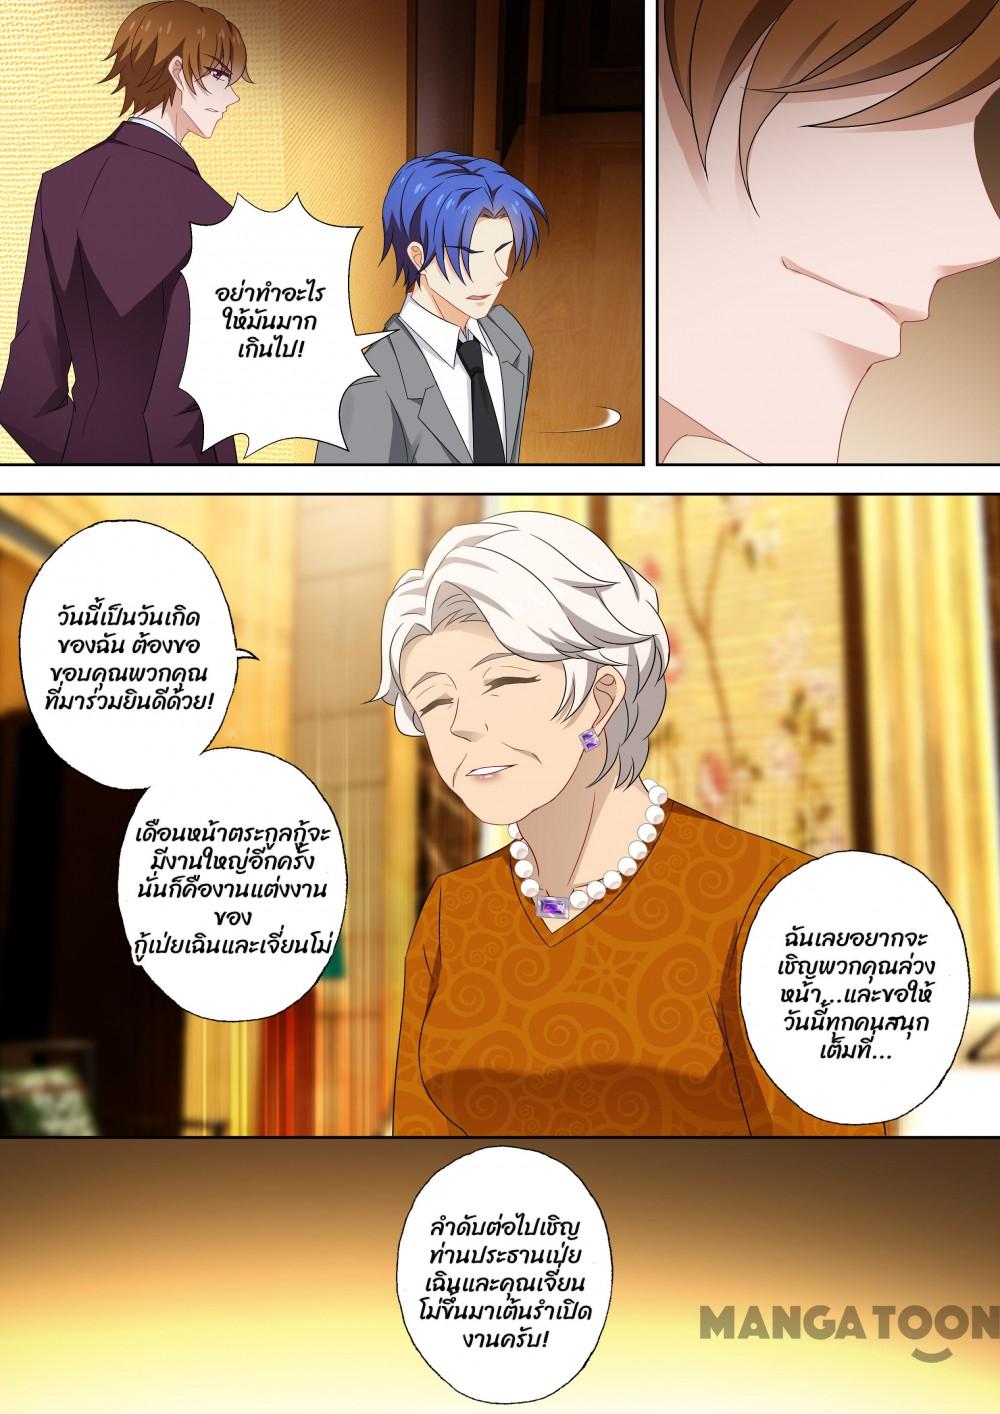 อย่าทำอะไร
ให้มันมาก
เกินไป!
วันนี้เป็นวันเกิด
ของฉัน ต้องขอ
ขอบคุณพวกคุณ
ที่มาร่วมยินดีด้วย!
เดือนหน้าตระกูลกู้จะ
มีงานใหญ่อีกครั้ง
นั่นก็คืองานแต่งงาน
ของ
กู้เป่ยเฉินและเจี่ยนโม่
ฉันเลยอยากจะ
เชิญพวกคุณล่วง
หน้า...และขอให้
วันนี้ทุกคนสนุก
เต็มที่...
ลำดับต่อไปเชิญ
ท่านประธานเป่ย
เฉินและคุณเจี่ยน
โม่ขึ้นมาเต้นรำเปิด
งานครับ!
MANGATOON